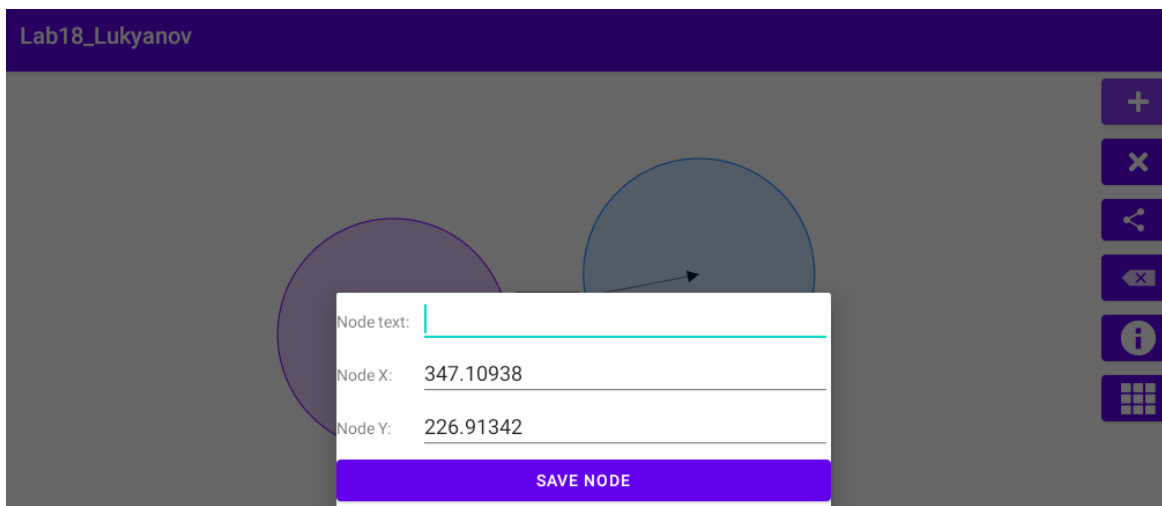 Lab18_Lukyanov
Node text:
Node X: 347.10938
Node Y: 226.91342
SAVE NODE